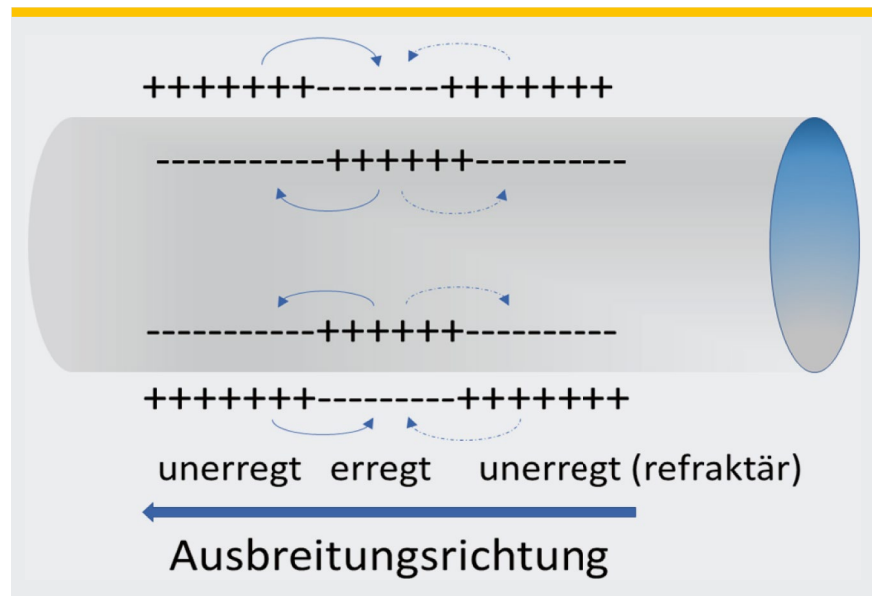 +++++++--------+++++++
-----------++++++----------
-----------++++++----------
+++++++---------+++++++
unerregt erregt unerregt (refraktär)
Ausbreitungsrichtung